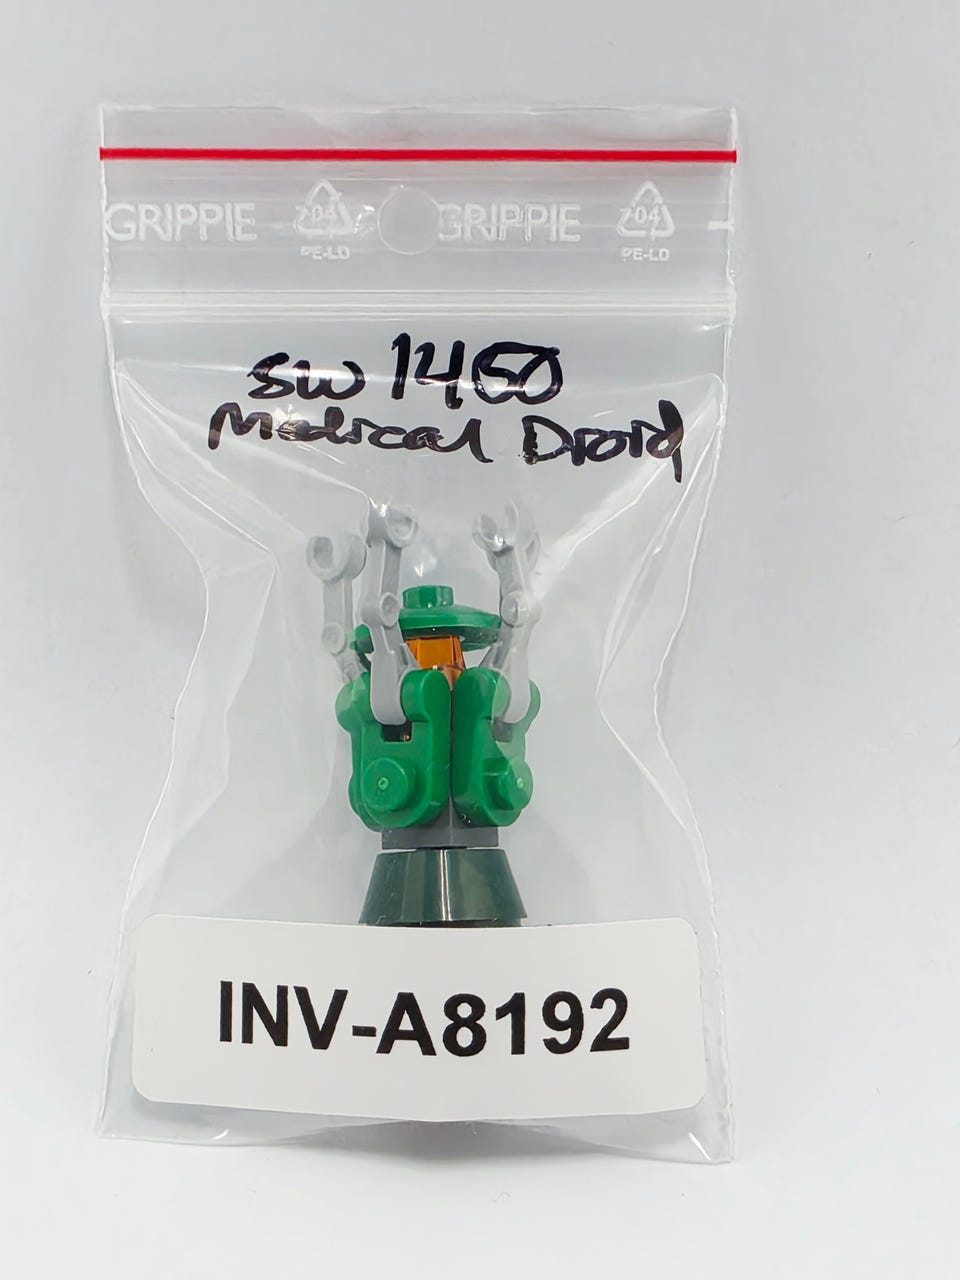 GRIPPIE 04 GRIPPIE 04
PE-LD PE-LD
SW 1450
Medical Droid
INV-A8192